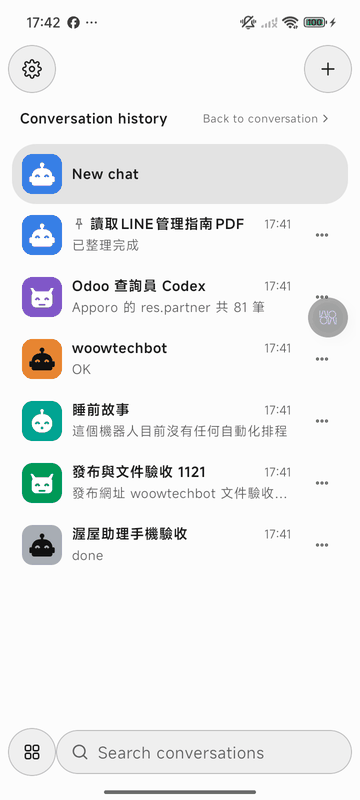 17:42
100
Conversation history
Back to conversation
New chat
讀取LINE管理指南PDF 17:41
已整理完成
Odoo 查詢員 Codex 17:41
Apporo 的 res.partner 共 81 筆
woowtechbot 17:41
OK
睡前故事 17:41
這個機器人目前沒有任何自動化排程
發布與文件驗收 1121 17:41
發布網址 woowtechbot 文件驗收...
渥屋助理手機驗收 17:41
done
Search conversations